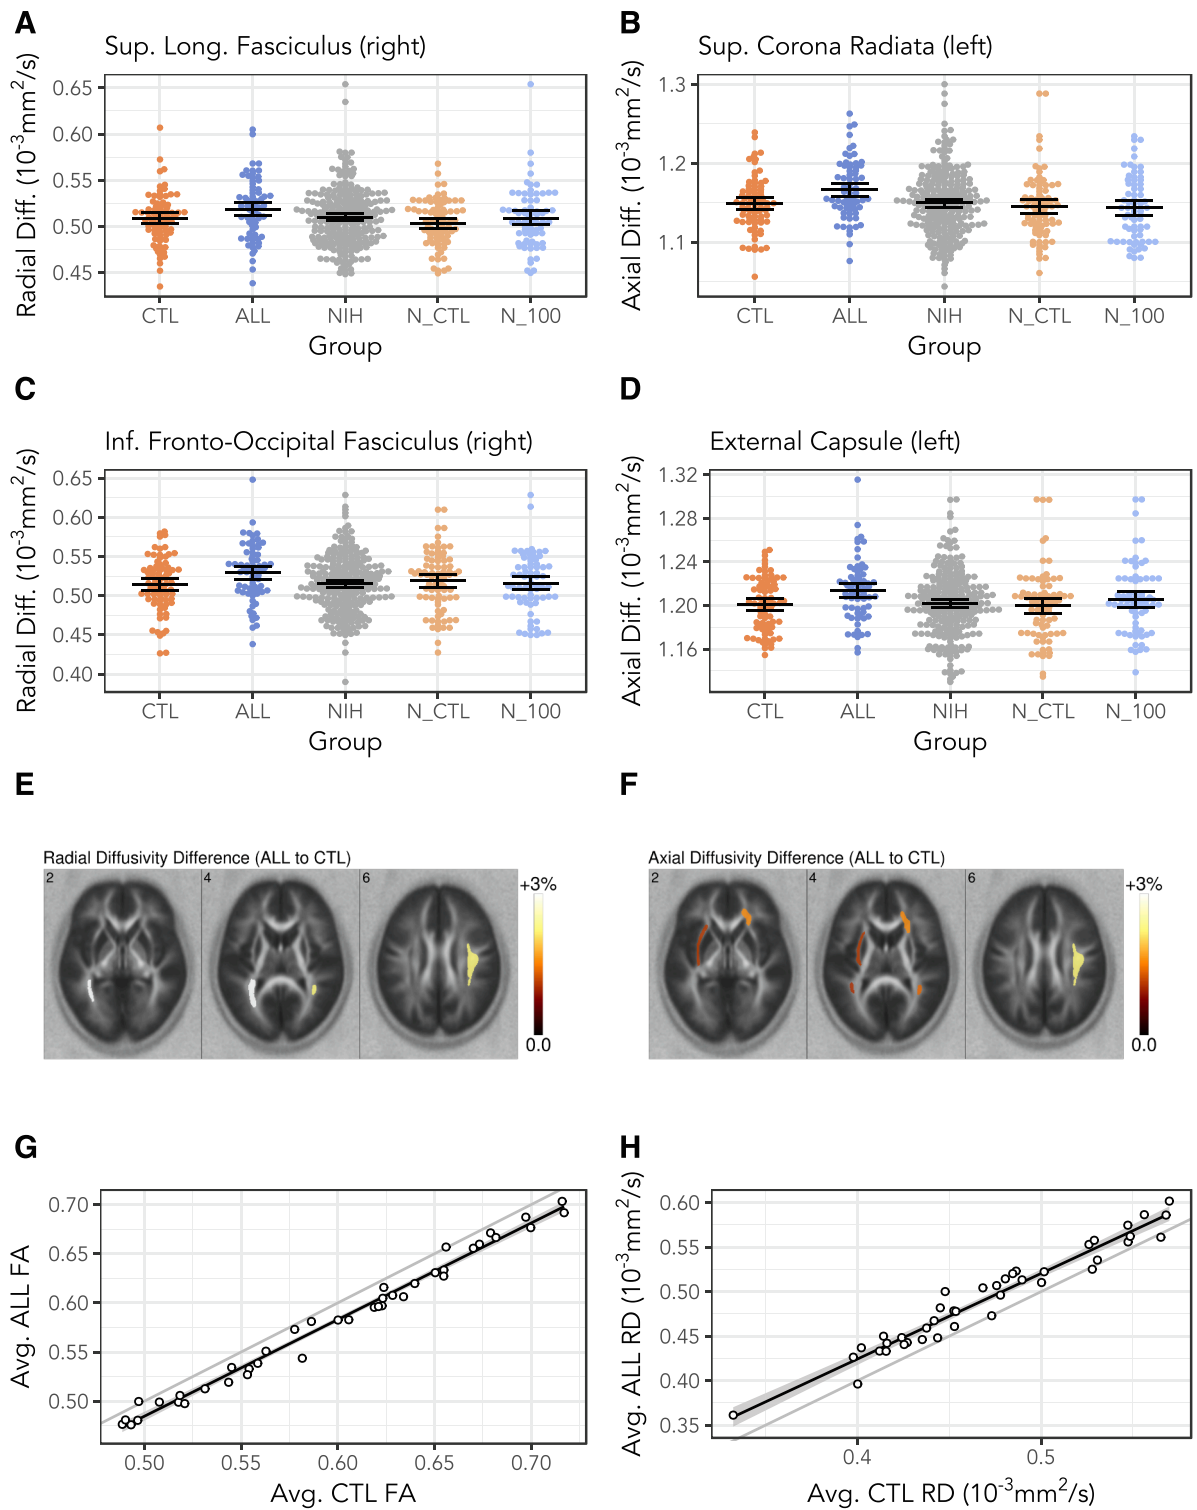 A
Sup. Long. Fasciculus (right)
Radial Diff. (10⁻³mm²/s)
0.65
0.60
0.55
0.50
0.45
CTL ALL NIH N_CTL N_100
Group
B
Sup. Corona Radiata (left)
Axial Diff. (10⁻³mm²/s)
1.3
1.2
1.1
CTL ALL NIH N_CTL N_100
Group
C
Inf. Fronto-Occipital Fasciculus (right)
Radial Diff. (10⁻³mm²/s)
0.65
0.60
0.55
0.50
0.45
0.40
CTL ALL NIH N_CTL N_100
Group
D
External Capsule (left)
Axial Diff. (10⁻³mm²/s)
1.32
1.28
1.24
1.20
1.16
CTL ALL NIH N_CTL N_100
Group
E
Radial Diffusivity Difference (ALL to CTL)
2 4 6
+3%
0.0
F
Axial Diffusivity Difference (ALL to CTL)
2 4 6
+3%
0.0
G
Avg. ALL FA
0.70
0.65
0.60
0.55
0.50
0.50 0.55 0.60 0.65 0.70
Avg. CTL FA
H
Avg. ALL RD (10⁻³mm²/s)
0.60
0.55
0.50
0.45
0.40
0.35
0.4 0.5
Avg. CTL RD (10⁻³mm²/s)